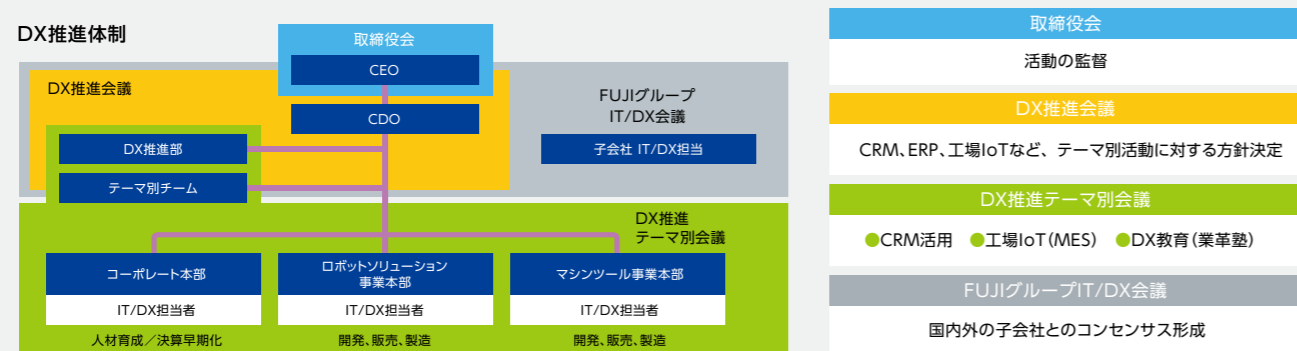 DX推進体制
取締役会
CEO
DX推進会議
CDO
FUJIグループ
IT/DX会議
DX推進部
子会社 IT/DX担当
テーマ別チーム
DX推進
テーマ別会議
コーポレート本部
IT/DX担当者
人材育成／決算早期化
ロボットソリューション
事業本部
IT/DX担当者
開発、販売、製造
マシンツール事業本部
IT/DX担当者
開発、販売、製造
取締役会
活動の監督
DX推進会議
CRM、ERP、工場IoTなど、テーマ別活動に対する方針決定
DX推進テーマ別会議
●CRM活用 ●工場IoT（MES） ●DX教育（業革塾）
FUJIグループIT/DX会議
国内外の子会社とのコンセンサス形成